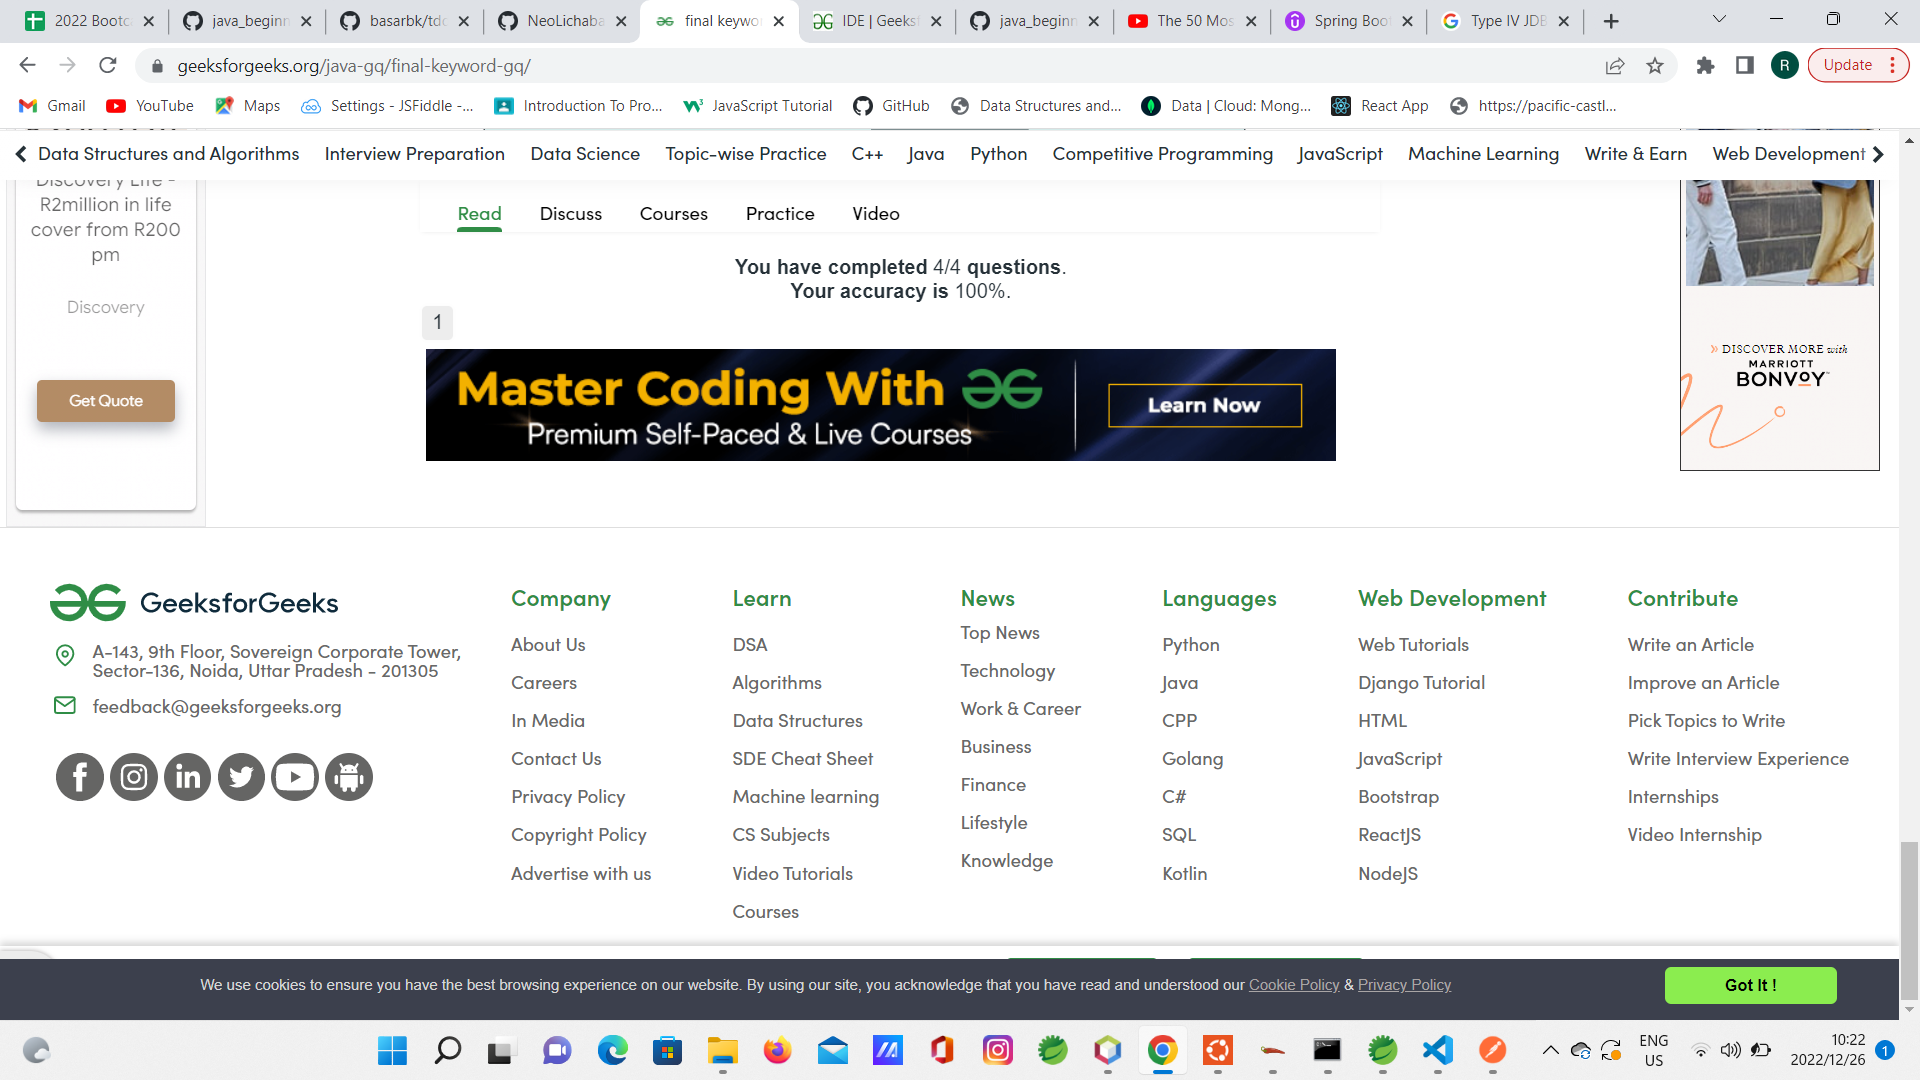 2022 Bootc
java_beginn
basarbk/tdd
NeoLichaba
final keywor
IDE | Geekst
java_beginn
The 50 Mos
Spring Boot
Type IV JDB
geeksforgeeks.org/java-gq/final-keyword-gq/
R
Update
Gmail
YouTube
Maps
Settings - JSFiddle -...
Introduction To Pro...
JavaScript Tutorial
GitHub
Data Structures and...
Data | Cloud: Mong...
React App
https://pacific-castl...
Data Structures and Algorithms
Interview Preparation
Data Science
Topic-wise Practice
C++
Java
Python
Competitive Programming
JavaScript
Machine Learning
Write & Earn
Web Development
Discovery Life -
R2million in life
cover from R200
pm
Discovery
Get Quote
Read
Discuss
Courses
Practice
Video
You have completed 4/4 questions.
Your accuracy is 100%.
1
Master Coding With
Premium Self-Paced & Live Courses
Learn Now
DISCOVER MORE with
MARRIOTT
BONVOY™
GeeksforGeeks
A-143, 9th Floor, Sovereign Corporate Tower,
Sector-136, Noida, Uttar Pradesh - 201305
feedback@geeksforgeeks.org
Company
About Us
Careers
In Media
Contact Us
Privacy Policy
Copyright Policy
Advertise with us
Learn
DSA
Algorithms
Data Structures
SDE Cheat Sheet
Machine learning
CS Subjects
Video Tutorials
Courses
News
Top News
Technology
Work & Career
Business
Finance
Lifestyle
Knowledge
Languages
Python
Java
CPP
Golang
C#
SQL
Kotlin
Web Development
Web Tutorials
Django Tutorial
HTML
JavaScript
Bootstrap
ReactJS
NodeJS
Contribute
Write an Article
Improve an Article
Pick Topics to Write
Write Interview Experience
Internships
Video Internship
We use cookies to ensure you have the best browsing experience on our website. By using our site, you acknowledge that you have read and understood our Cookie Policy & Privacy Policy
Got It !
ENG
US
10:22
2022/12/26
1